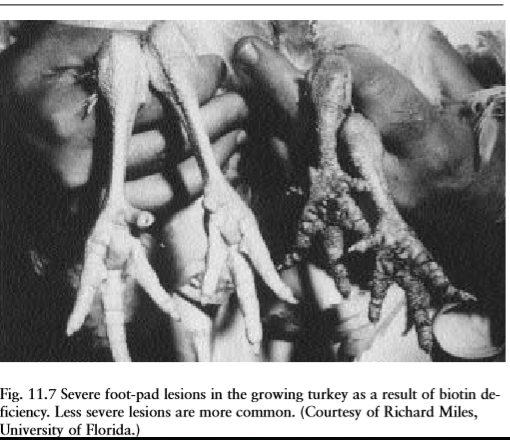 Fig. 11.7 Severe foot-pad lesions in the growing turkey as a result of biotin de-
ficiency. Less severe lesions are more common. (Courtesy of Richard Miles,
University of Florida.)